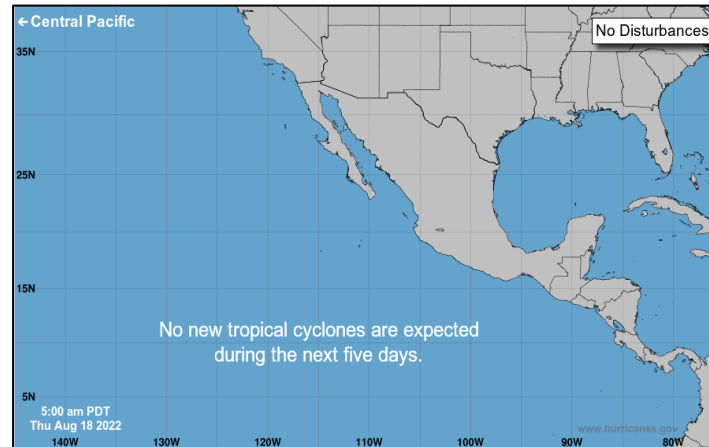 ← Central Pacific
No Disturbances
35N
25N
15N
No new tropical cyclones are expected
during the next five days.
5N
5:00 am PDT
Thu Aug 18 2022
www.hurricanes.gov
140W 130W 120W 110W 100W 90W 80W